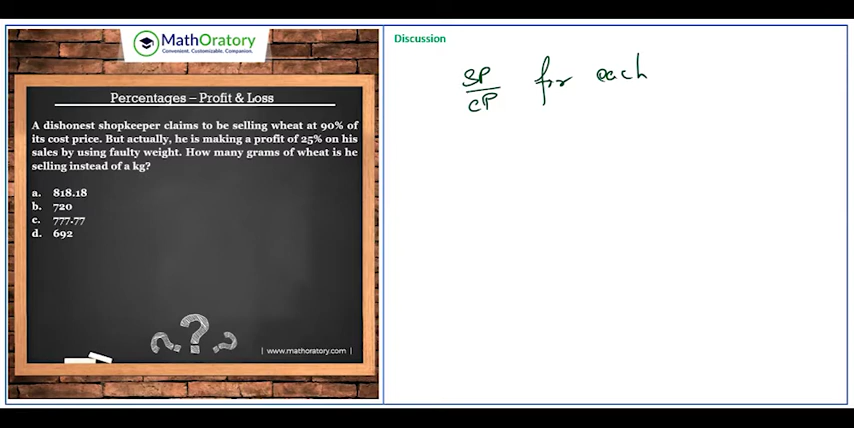 MathOratory
Convenient. Customizable. Companion.
Percentages – Profit & Loss
A dishonest shopkeeper claims to be selling wheat at 90% of
its cost price. But actually, he is making a profit of 25% on his
sales by using faulty weight. How many grams of wheat is he
selling instead of a kg?
a. 818.18
b. 720
c. 777.77
d. 692
| www.mathoratory.com |
Discussion
SP
CP
for each